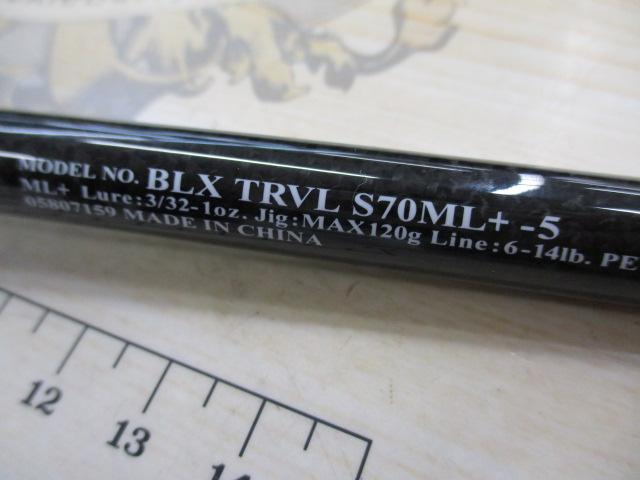 MODEL NO. BLX TRVL S70ML+ -5
ML+ Lure:3/32-1oz. Jig:MAX120g Line:6-14lb. PE
05807159 MADE IN CHINA
12
13